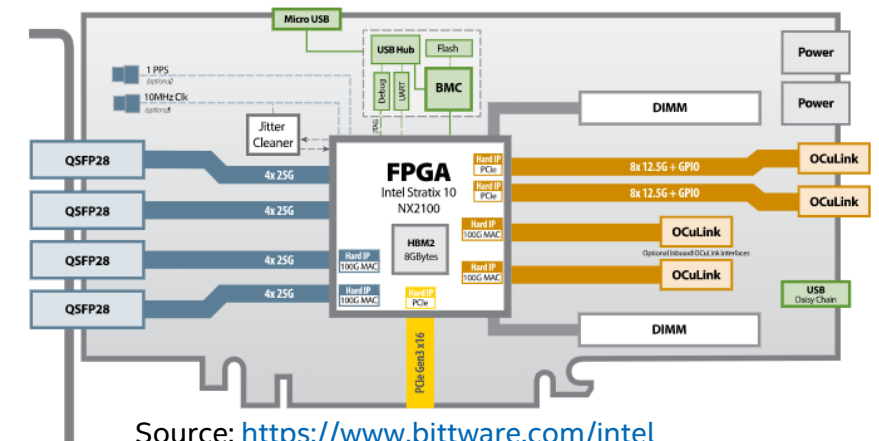 Micro USB
USB Hub
Flash
Debug
UART
BMC
JTAG
1 PPS
(optional)
10MHz Clk
(optional)
Jitter
Cleaner
Power
Power
DIMM
QSFP28
4x 25G
QSFP28
4x 25G
QSFP28
4x 25G
QSFP28
4x 25G
FPGA
Intel Stratix 10
NX2100
HBM2
8GBytes
Hard IP
PCIe
Hard IP
PCIe
Hard IP
100G MAC
Hard IP
100G MAC
Hard IP
100G MAC
Hard IP
100G MAC
Hard IP
PCIe
8x 12.5G + GPIO
OCuLink
8x 12.5G + GPIO
OCuLink
OCuLink
Optional Inboard OCuLink Interfaces
OCuLink
USB
Daisy Chain
DIMM
PCIe Gen3 x16
Source: https://www.bittware.com/intel